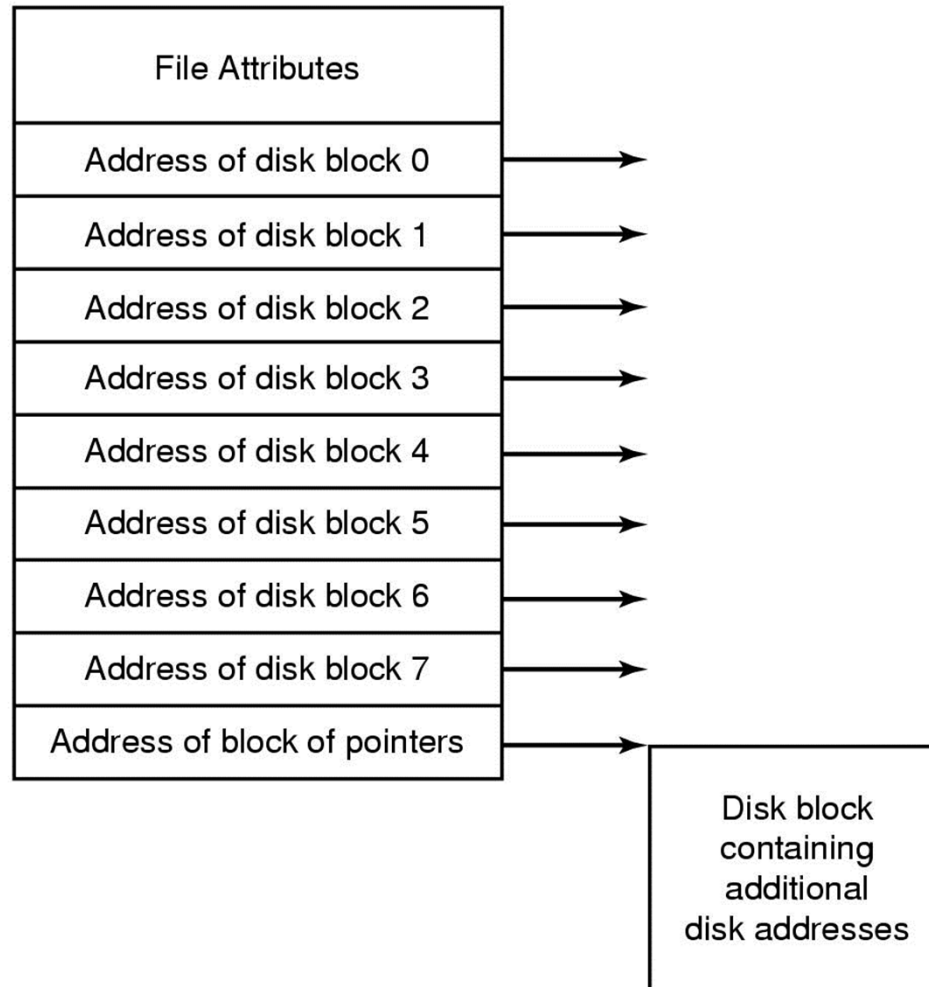 File Attributes
Address of disk block 0
Address of disk block 1
Address of disk block 2
Address of disk block 3
Address of disk block 4
Address of disk block 5
Address of disk block 6
Address of disk block 7
Address of block of pointers
Disk block
containing
additional
disk addresses